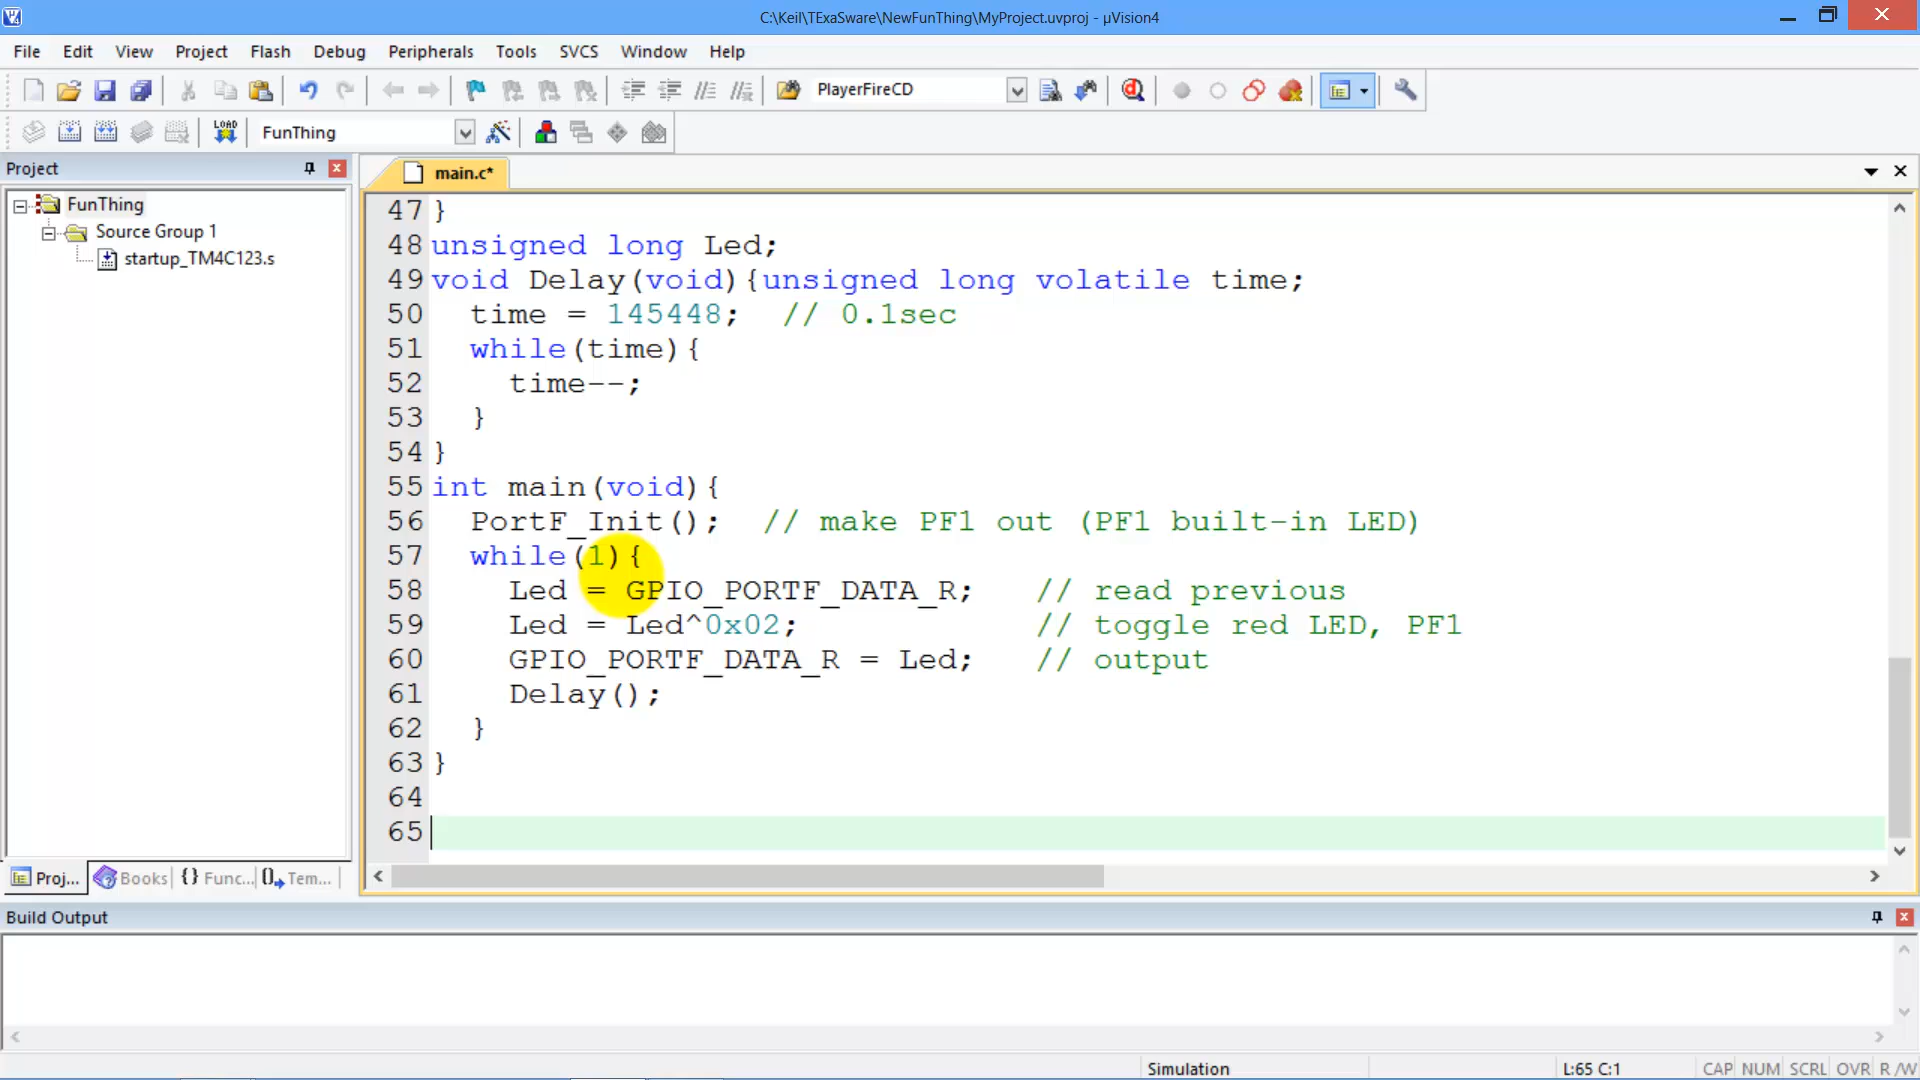 C:\Keil\TExaSware\NewFunThing\MyProject.uvproj - µVision4
File Edit View Project Flash Debug Peripherals Tools SVCS Window Help
PlayerFireCD
LOAD FunThing
Project
main.c*
FunThing
Source Group 1
startup_TM4C123.s
47 }
48 unsigned long Led;
49 void Delay(void){unsigned long volatile time;
50 time = 145448; // 0.1sec
51 while(time){
52 time--;
53 }
54 }
55 int main(void){
56 PortF_Init(); // make PF1 out (PF1 built-in LED)
57 while(1){
58 Led = GPIO_PORTF_DATA_R; // read previous
59 Led = Led^0x02; // toggle red LED, PF1
60 GPIO_PORTF_DATA_R = Led; // output
61 Delay();
62 }
63 }
64
65
Proj... Books {} Func... 0 Tem...
Build Output
Simulation L:65 C:1 CAP NUM SCRL OVR R /W